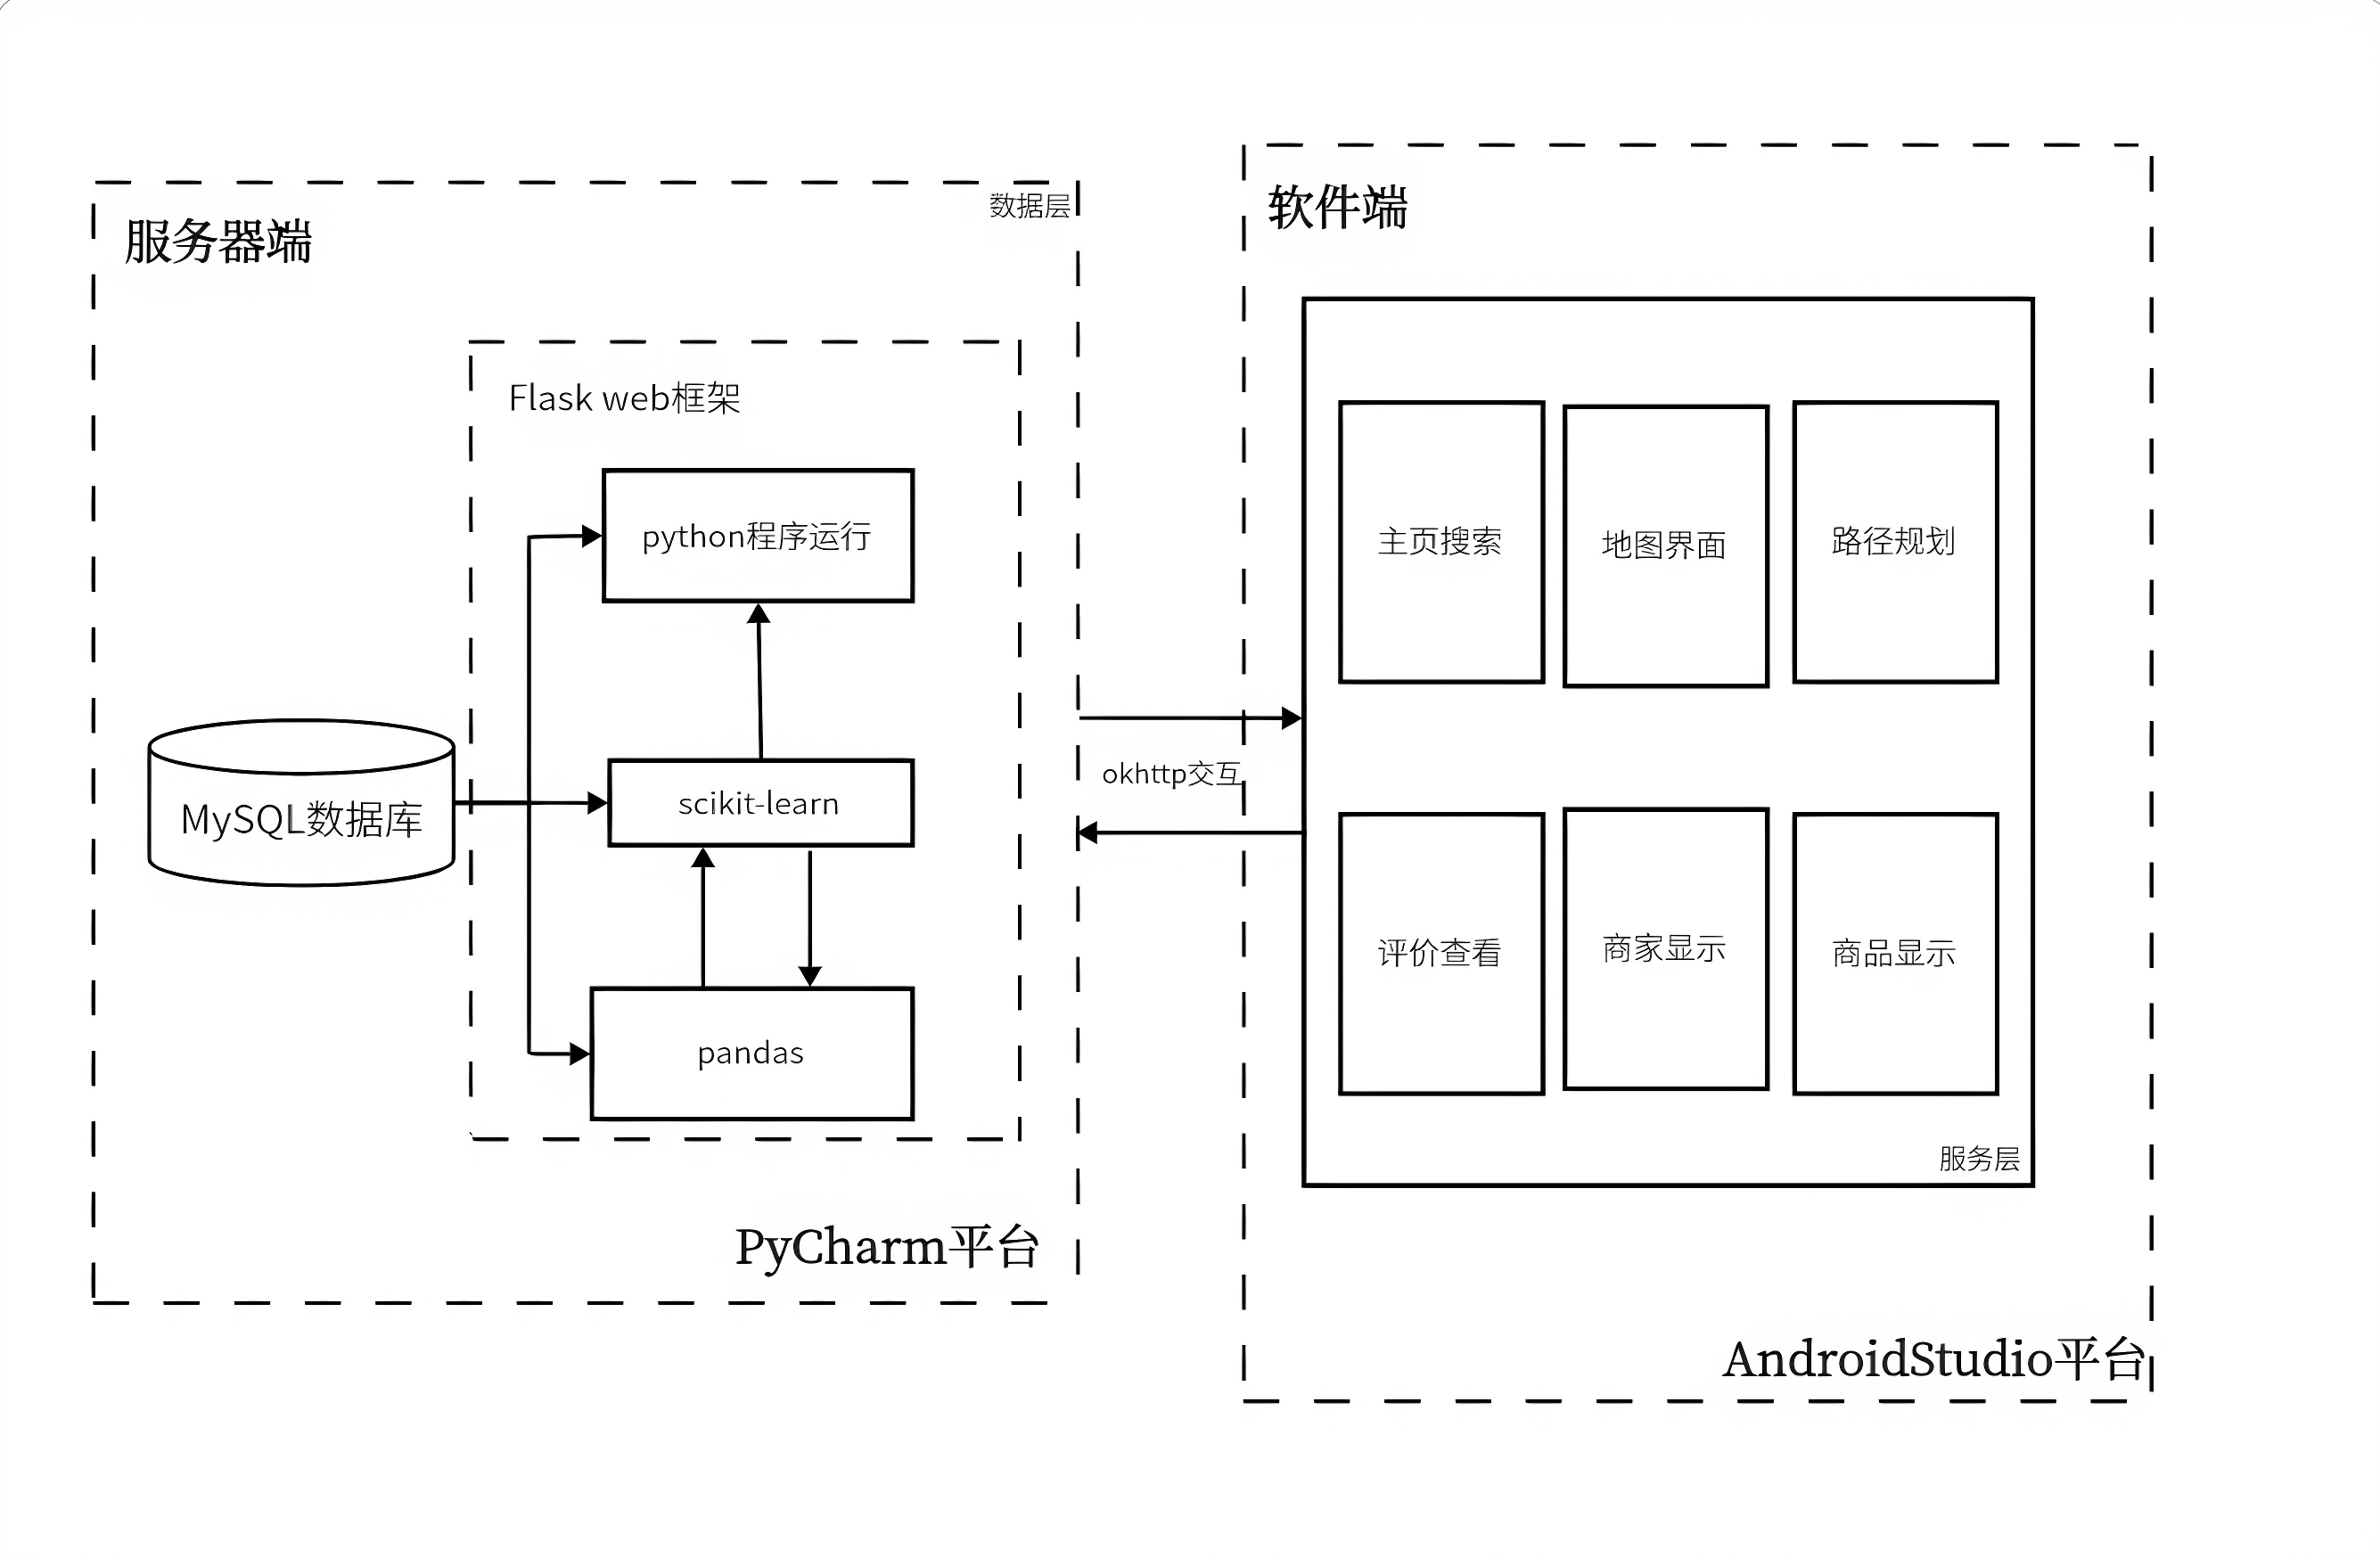 服务器端
数据层
Flask web框架
python程序运行
scikit-learn
MySQL数据库
pandas
PyCharm平台
okhttp交互
软件端
主页搜索
地图界面
路径规划
评价查看
商家显示
商品显示
服务层
AndroidStudio平台